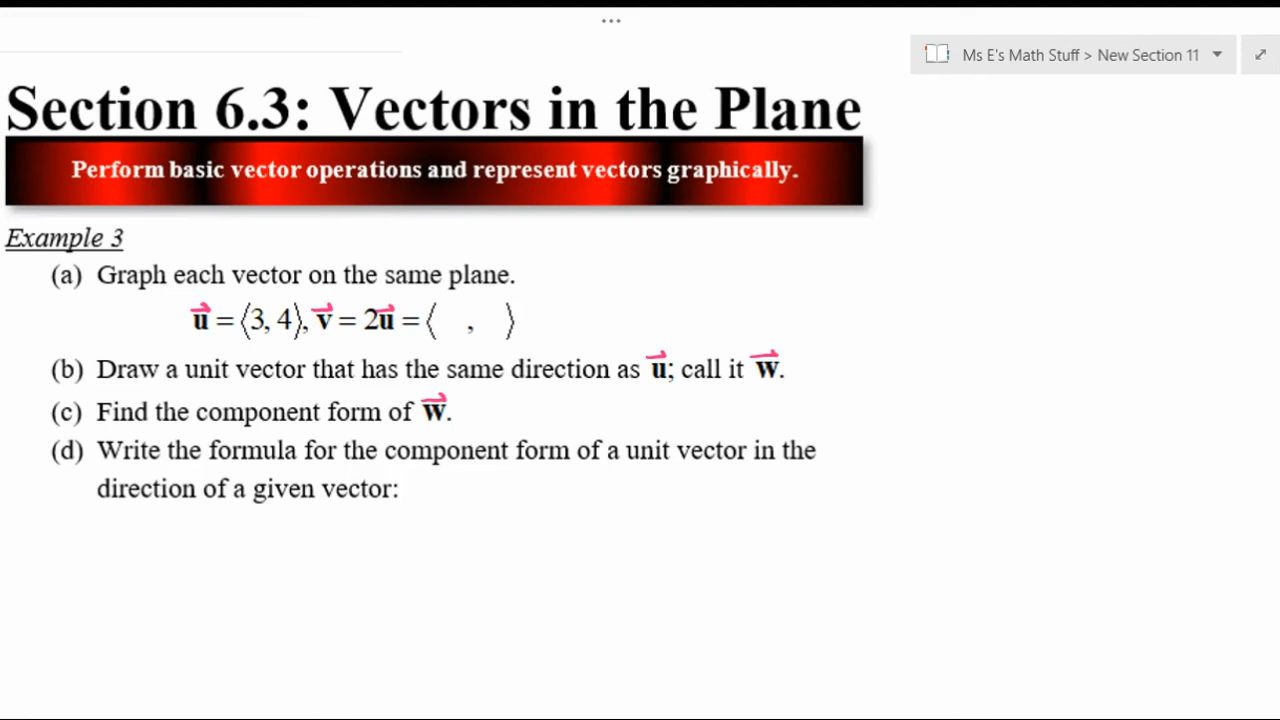 ...
Ms E's Math Stuff > New Section 11
Section 6.3: Vectors in the Plane
Perform basic vector operations and represent vectors graphically.
Example 3
(a) Graph each vector on the same plane.
u⃗ = ⟨3, 4⟩, v⃗ = 2u⃗ = ⟨ , ⟩
(b) Draw a unit vector that has the same direction as u⃗; call it w⃗.
(c) Find the component form of w⃗.
(d) Write the formula for the component form of a unit vector in the
direction of a given vector: